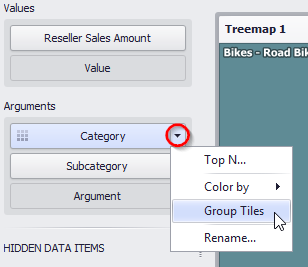 Values
Reseller Sales Amount
Value
Arguments
Category
Subcategory
Argument
HIDDEN DATA ITEMS
Treemap 1
Bikes - Road Bik
Top N...
Color by
Group Tiles
Rename...